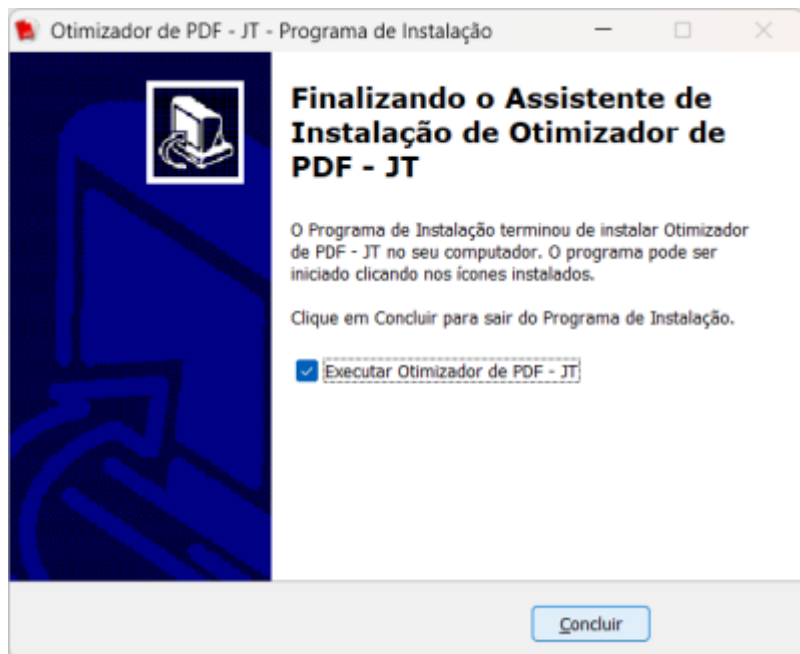 Otimizador de PDF - JT - Programa de Instalação
Finalizando o Assistente de
Instalação de Otimizador de
PDF - JT
O Programa de Instalação terminou de instalar Otimizador
de PDF - JT no seu computador. O programa pode ser
iniciado clicando nos ícones instalados.
Clique em Concluir para sair do Programa de Instalação.
Executar Otimizador de PDF - JT
Concluir